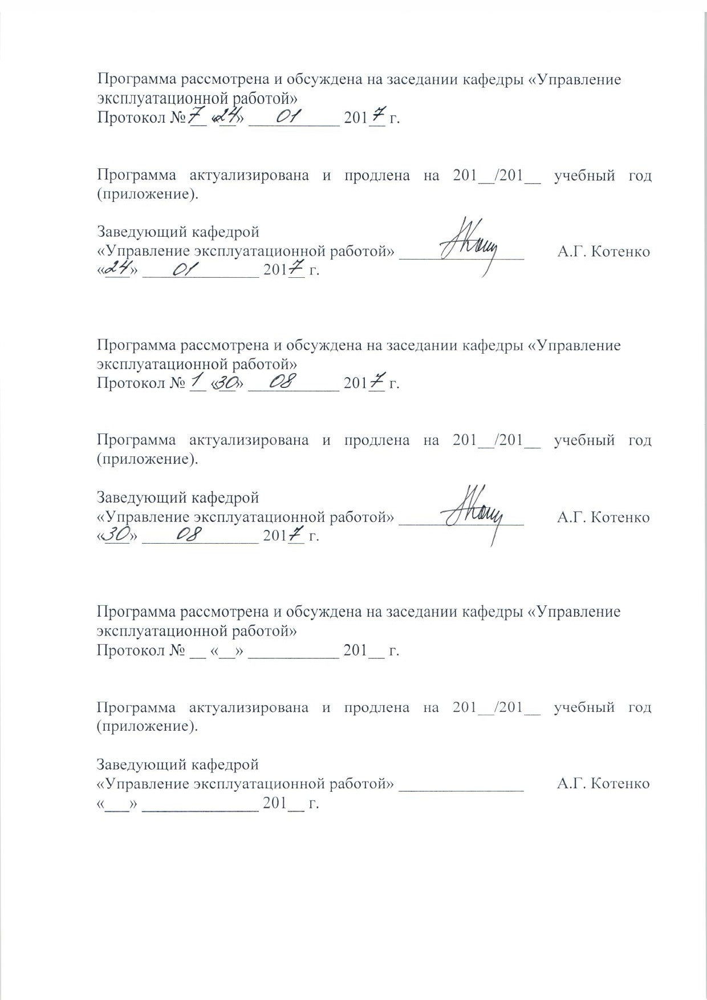 Программа рассмотрена и обсуждена на заседании кафедры «Управление
эксплуатационной работой»
Протокол № 7 «24» 01 2017 г.
Программа актуализирована и продлена на 201__/201__ учебный год
(приложение).
Заведующий кафедрой
«Управление эксплуатационной работой» _______________ А.Г. Котенко
«24» 01 2017 г.
Программа рассмотрена и обсуждена на заседании кафедры «Управление
эксплуатационной работой»
Протокол № 1 «30» 08 2017 г.
Программа актуализирована и продлена на 201__/201__ учебный год
(приложение).
Заведующий кафедрой
«Управление эксплуатационной работой» _______________ А.Г. Котенко
«30» 08 2017 г.
Программа рассмотрена и обсуждена на заседании кафедры «Управление
эксплуатационной работой»
Протокол № __ «__» ___________ 201__ г.
Программа актуализирована и продлена на 201__/201__ учебный год
(приложение).
Заведующий кафедрой
«Управление эксплуатационной работой» _______________ А.Г. Котенко
«___» ______________ 201__ г.